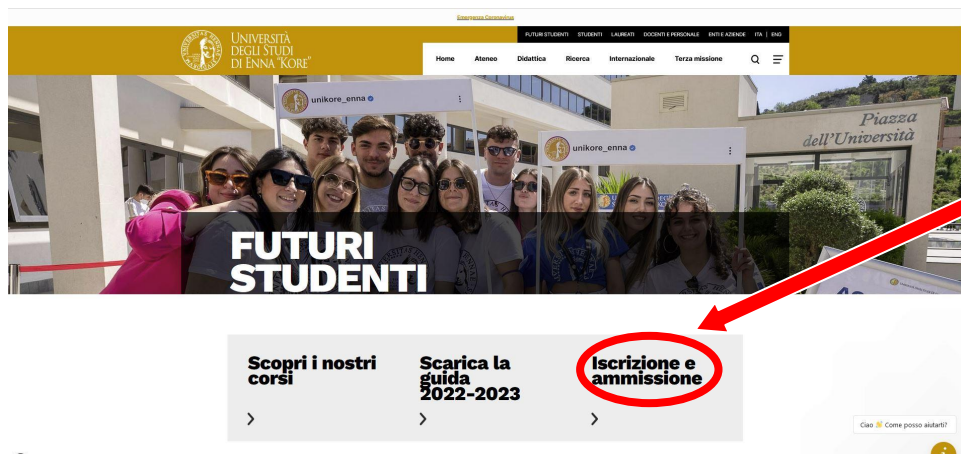 Emergenza Coronavirus
FUTURI STUDENTI STUDENTI LAUREATI DOCENTI E PERSONALE ENTI E AZIENDE ITA | ENG
UNIVERSITÀ
DEGLI STUDI
DI ENNA "KORE"
Home Ateneo Didattica Ricerca Internazionale Terza missione
unikore_enna
unikore_enna
Piazza
dell'Università
FUTURI
STUDENTI
Scopri i nostri
corsi
Scarica la
guida
2022-2023
Iscrizione e
ammissione
Ciao 👋 Come posso aiutarti?